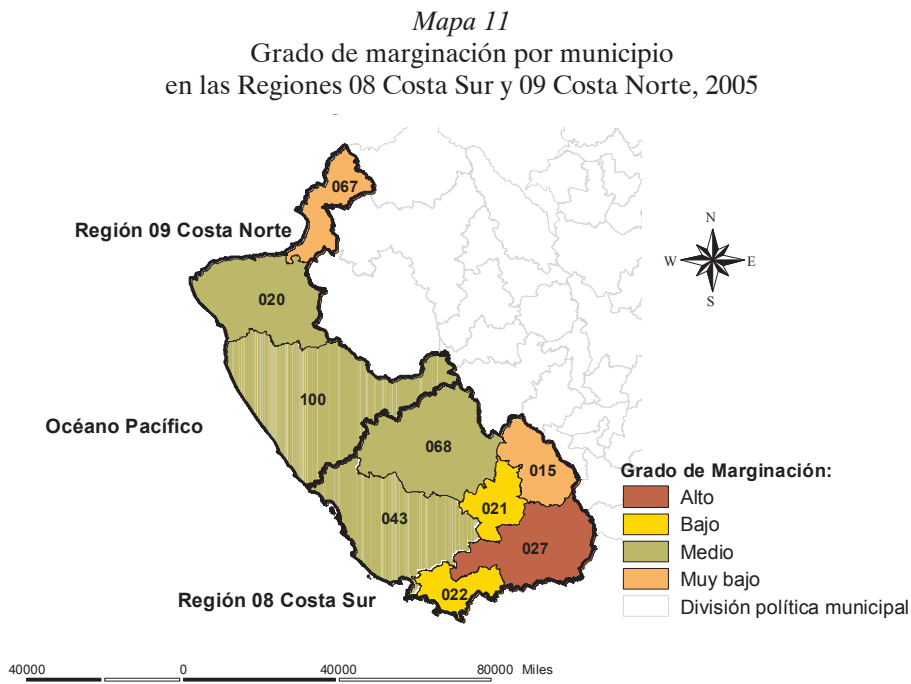 Mapa 11
Grado de marginación por municipio
en las Regiones 08 Costa Sur y 09 Costa Norte, 2005
067
Región 09 Costa Norte
N
W E
S
020
100
Océano Pacífico
068
015
021
043
027
022
Región 08 Costa Sur
Grado de Marginación:
Alto
Bajo
Medio
Muy bajo
División política municipal
40000 0 40000 80000 Miles